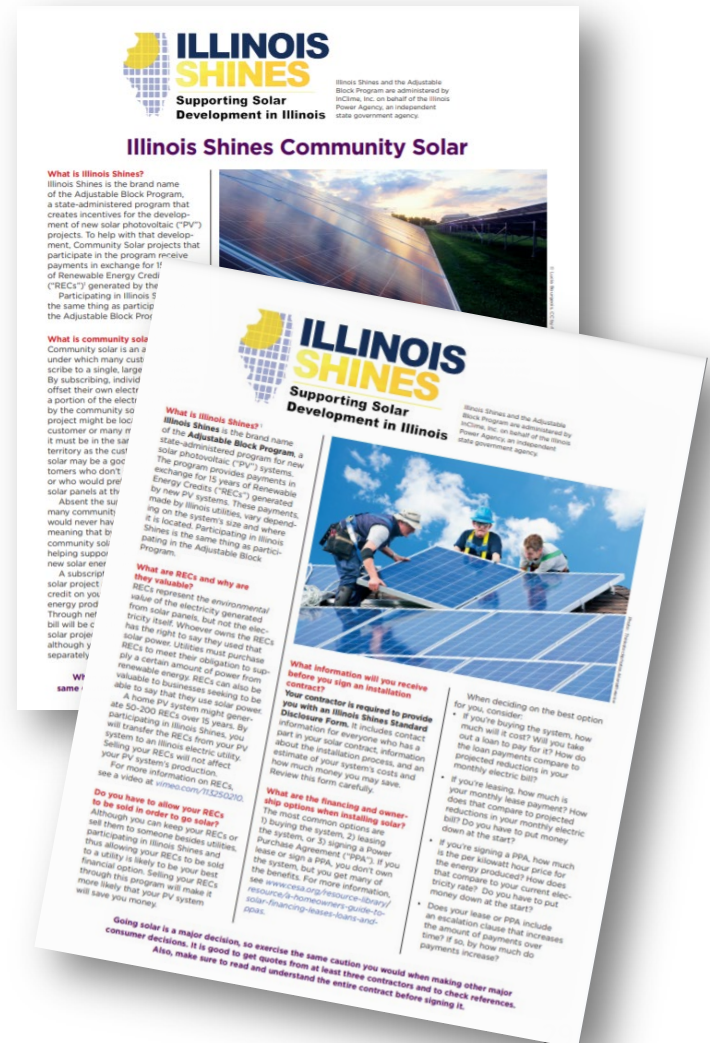 ILLINOIS
SHINES
Supporting Solar
Development in Illinois
Illinois Shines and the Adjustable
Block Program are administered by
InClime, Inc. on behalf of the Illinois
Power Agency, an independent
state government agency.
Illinois Shines Community Solar
What is Illinois Shines?
Illinois Shines is the brand name
of the Adjustable Block Program,
a state-administered program that
creates incentives for the develop-
ment of new solar photovoltaic ("PV")
projects. To help with that develop-
ment, Community Solar projects that
participate in the program receive
payments in exchange for 15
of Renewable Energy Credi
("RECs")¹ generated by the
Participating in Illinois S
the same thing as particip
the Adjustable Block Prog
What is community sola
Community solar is an a
under which many cust
scribe to a single, large
By subscribing, individ
offset their own electr
a portion of the electr
by the community so
project might be loca
customer or many m
it must be in the sam
territory as the cust
solar may be a good
tomers who don't
or who would pref
solar panels at th
Absent the su
many community
would never hav
meaning that by
community sola
helping suppor
new solar ener
A subscript
solar project
credit on you
energy prod
Through net
bill will be c
solar projec
although y
separately
Wh
same
ILLINOIS
SHINES
Supporting Solar
Development in Illinois
Illinois Shines and the Adjustable
Block Program are administered by
InClime, Inc. on behalf of the Illinois
Power Agency, an independent
state government agency.
What is Illinois Shines? ¹
Illinois Shines is the brand name
of the Adjustable Block Program, a
state-administered program for new
solar photovoltaic ("PV") systems.
The program provides payments in
exchange for 15 years of Renewable
Energy Credits ("RECs") generated
by new PV systems. These payments,
made by Illinois utilities, vary depend-
ing on the system's size and where
it is located. Participating in Illinois
Shines is the same thing as partici-
pating in the Adjustable Block
Program.
What are RECs and why are
they valuable?
RECs represent the environmental
value of the electricity generated
from solar panels, but not the elec-
tricity itself. Whoever owns the RECs
has the right to say they used that
solar power. Utilities must purchase
RECs to meet their obligation to sup-
ply a certain amount of power from
renewable energy. RECs can also be
valuable to businesses seeking to be
able to say that they use solar power.
A home PV system might gener-
ate 50-200 RECs over 15 years. By
participating in Illinois Shines, you
will transfer the RECs from your PV
system to an Illinois electric utility.
Selling your RECs will not affect
your PV system's production.
For more information on RECs,
see a video at vimeo.com/113250210.
Do you have to allow your RECs
to be sold in order to go solar?
Although you can keep your RECs or
sell them to someone besides utilities,
participating in Illinois Shines and
thus allowing your RECs to be sold
to a utility is likely to be your best
financial option. Selling your RECs
through this program will make it
more likely that your PV system
will save you money.
What information will you receive
before you sign an installation
contract?
Your contractor is required to provide
you with an Illinois Shines Standard
Disclosure Form. It includes contact
information for everyone who has a
part in your solar contract, information
about the installation process, and an
estimate of your system's costs and
how much money you may save.
Review this form carefully.
What are the financing and owner-
ship options when installing solar?
The most common options are
1) buying the system, 2) leasing
the system, or 3) signing a Power
Purchase Agreement ("PPA"). If you
lease or sign a PPA, you don't own
the system, but you get many of
the benefits. For more information,
see www.cesa.org/resource-library/
resource/a-homeowners-guide-to-
solar-financing-leases-loans-and-
ppas.
When deciding on the best option
for you, consider:
• If you're buying the system, how
much will it cost? Will you take
out a loan to pay for it? How do
the loan payments compare to
projected reductions in your
monthly electric bill?
• If you're leasing, how much is
your monthly lease payment? How
does that compare to projected
reductions in your monthly electric
bill? Do you have to put money
down at the start?
• If you're signing a PPA, how much
is the per kilowatt hour price for
the energy produced? How does
that compare to your current elec-
tricity rate? Do you have to put
money down at the start?
• Does your lease or PPA include
an escalation clause that increases
the amount of payments over
time? If so, by how much do
payments increase?
Going solar is a major decision, so exercise the same caution you would when making other major
consumer decisions. It is good to get quotes from at least three contractors and to check references.
Also, make sure to read and understand the entire contract before signing it.